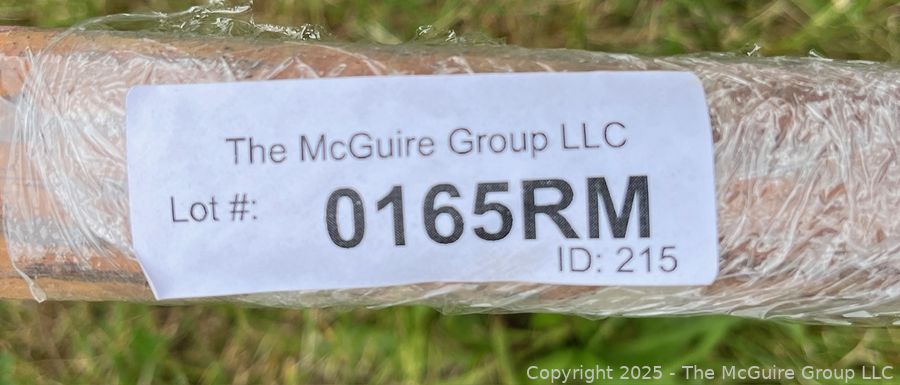 The McGuire Group LLC
Lot #: 0165RM
ID: 215
Copyright 2025 - The McGuire Group LLC